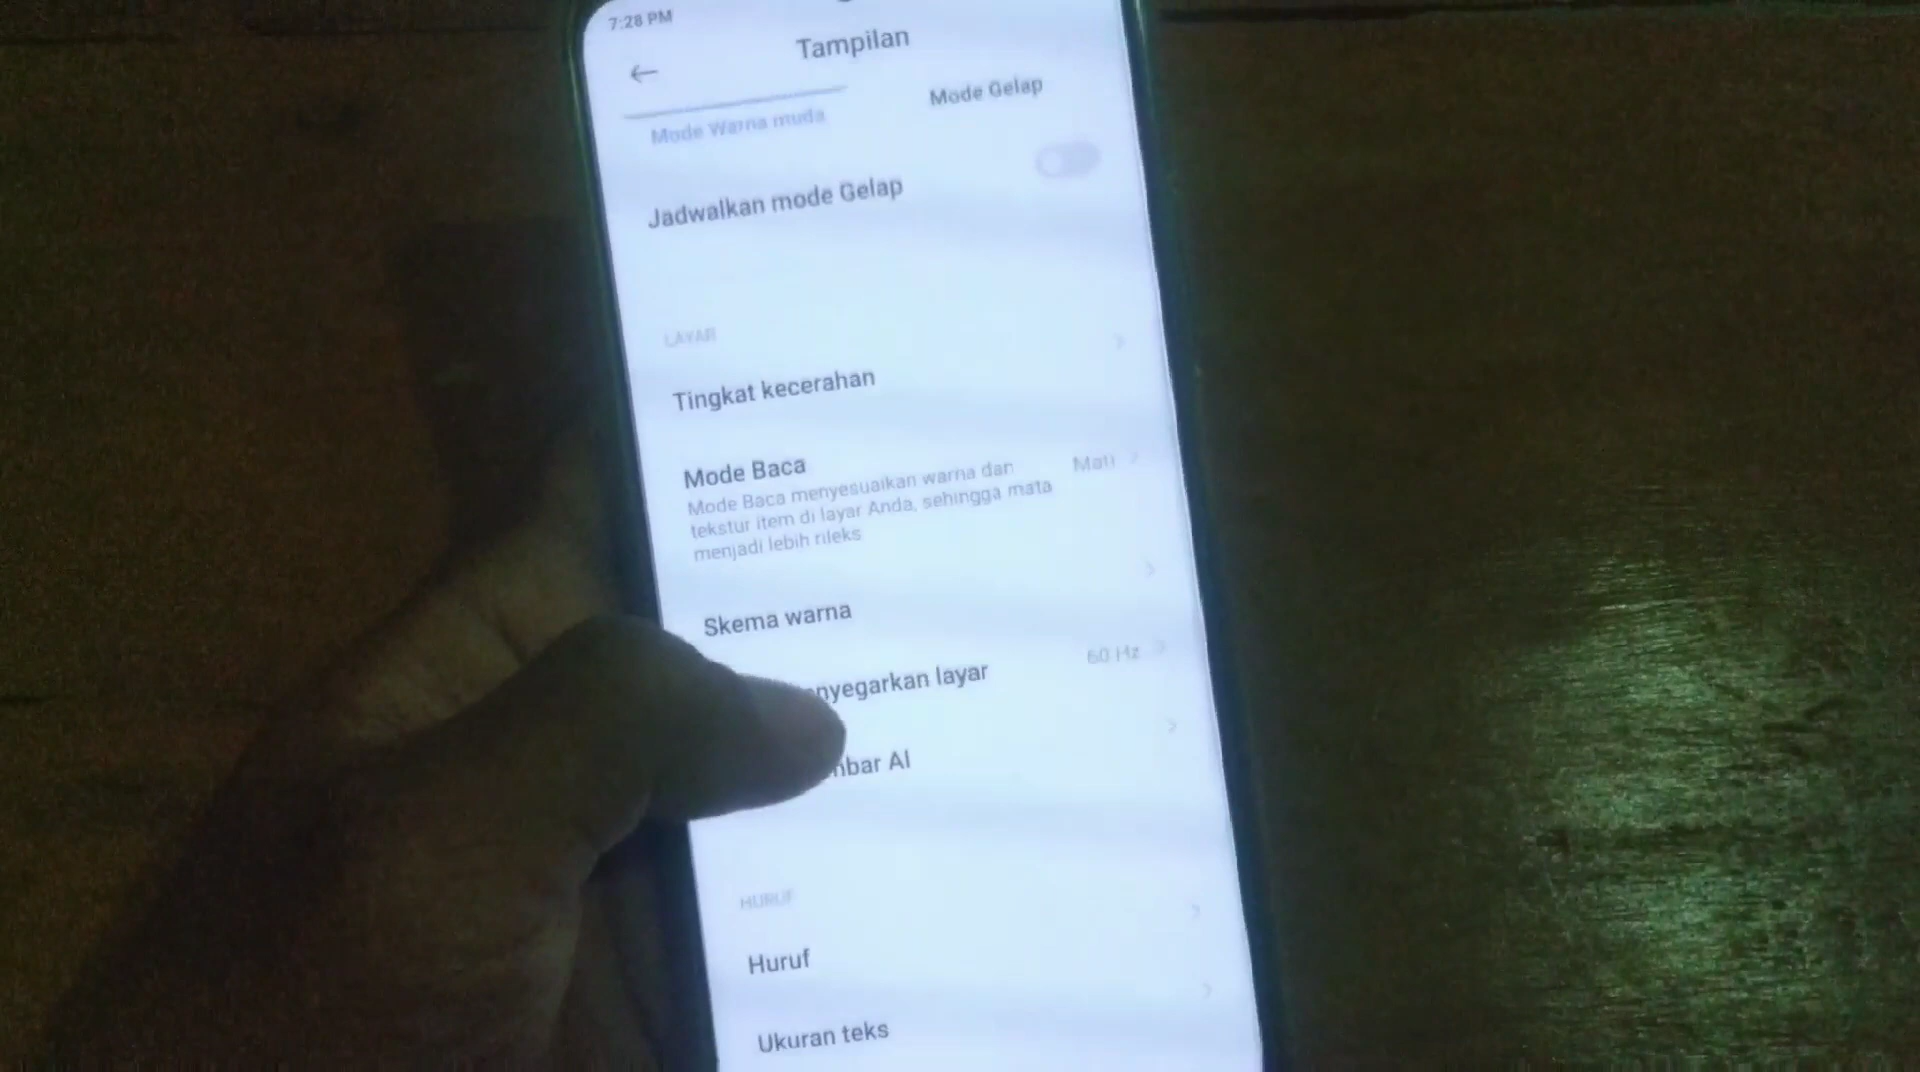 7:28 PM
Tampilan
Mode Warna muda
Mode Gelap
Jadwalkan mode Gelap
LAYAR
Tingkat kecerahan
Mode Baca
Mati
Mode Baca menyesuaikan warna dan
tekstur item di layar Anda, sehingga mata
menjadi lebih rileks
Skema warna
nyegarkan layar
60 Hz
mbar AI
HURUF
Huruf
Ukuran teks